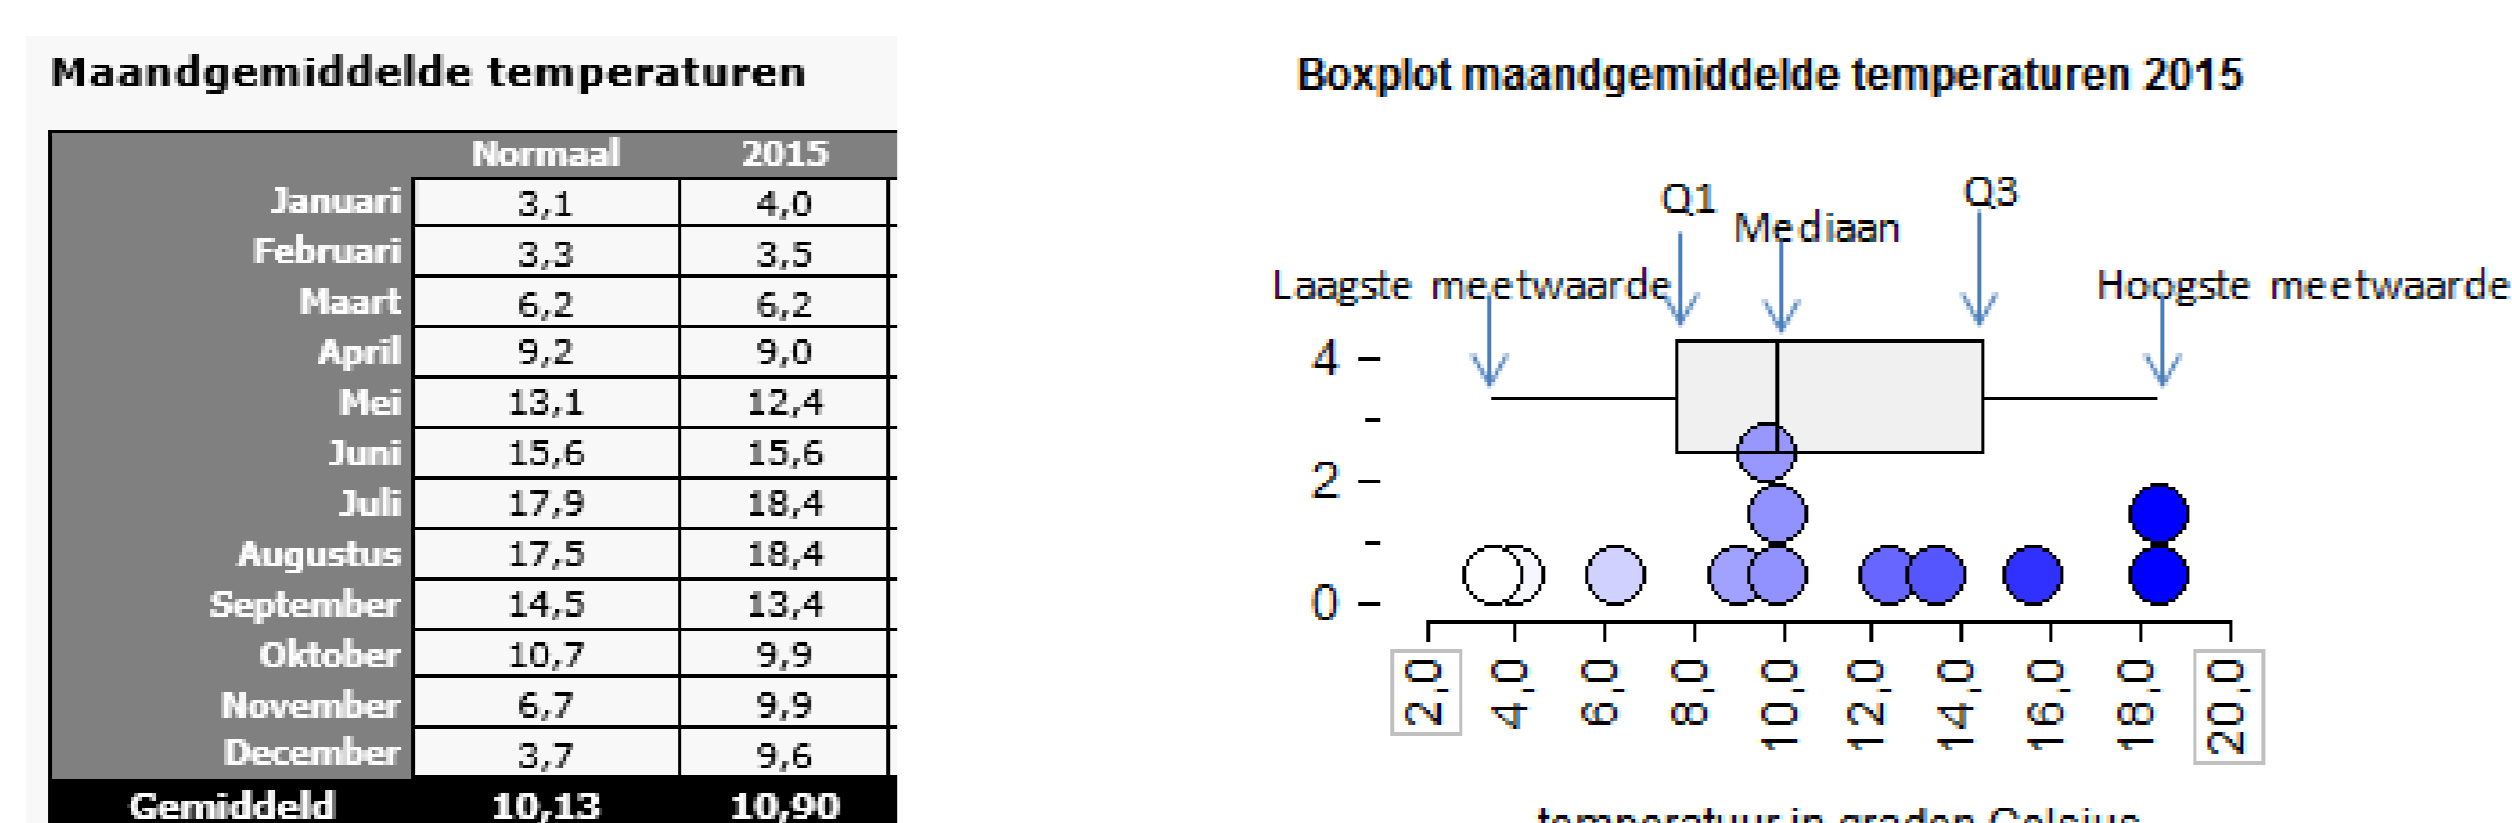 Maandgemiddelde temperaturen
Normaal 2015
Januari 3,1 4,0
Februari 3,3 3,5
Maart 6,2 6,2
April 9,2 9,0
Mei 13,1 12,4
Juni 15,6 15,6
Juli 17,9 18,4
Augustus 17,5 18,4
September 14,5 13,4
Oktober 10,7 9,9
November 6,7 9,9
December 3,7 9,6
Gemiddeld 10,13 10,90
Boxplot maandgemiddelde temperaturen 2015
Q1
Q3
Mediaan
Laagste meetwaarde
Hoogste meetwaarde
4
2
0
2,0 4,0 6,0 8,0 10,0 12,0 14,0 16,0 18,0 20,0
temperatuur in graden Celsius